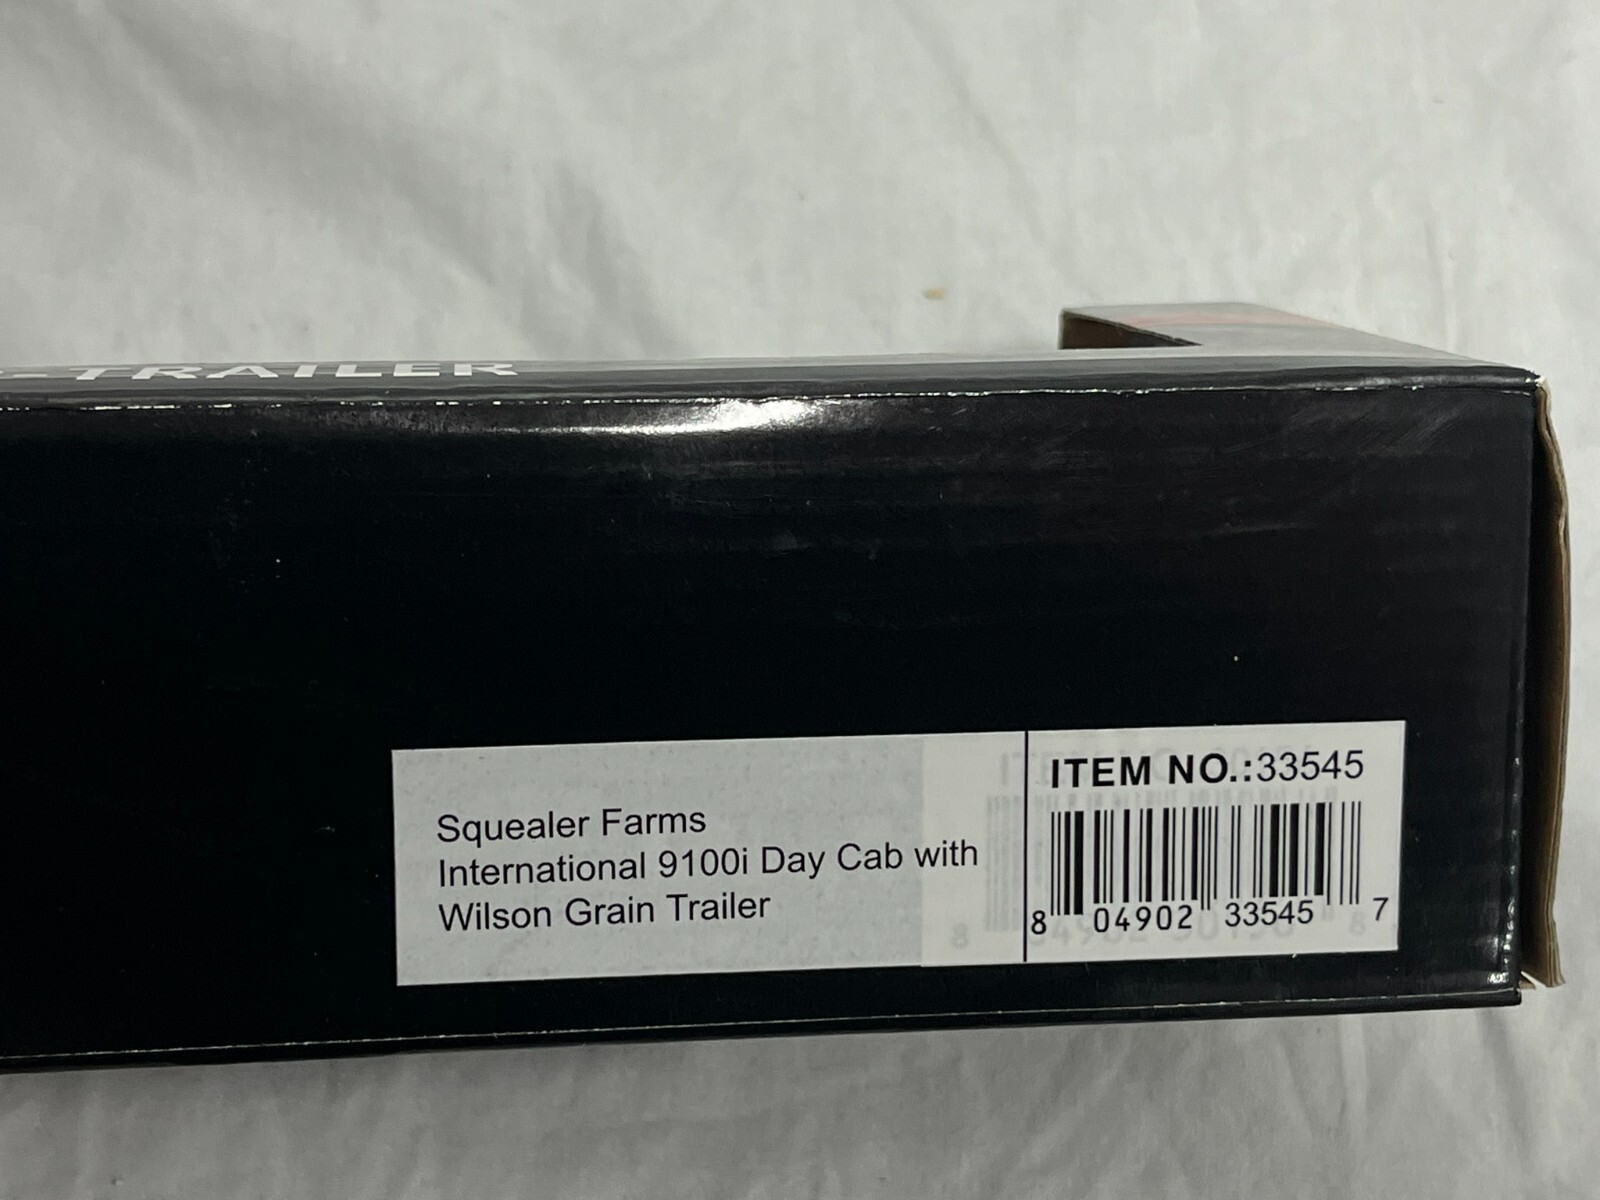 -TRAILER
Squealer Farms
International 9100i Day Cab with
Wilson Grain Trailer
ITEM NO.:33545
8 04902 33545 7